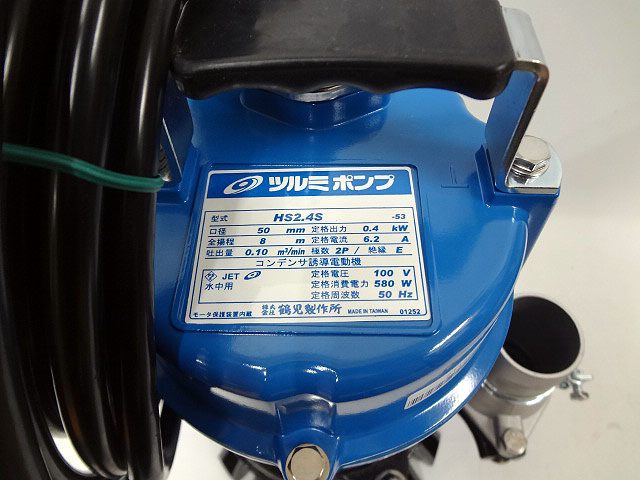 ツルミポンプ
型式 HS2.4S -53
口径 50 mm 定格出力 0.4 kW
全揚程 8 m 定格電流 6.2 A
吐出量 0.10 m³/min 極数 2P / 絶縁 E
コンデンサ誘導電動機
JET 定格電圧 100 V
水中用 定格消費電力 580 W
定格周波数 50 Hz
モータ保護装置内蔵 株式会社 鶴見製作所 MADE IN TAIWAN 01252